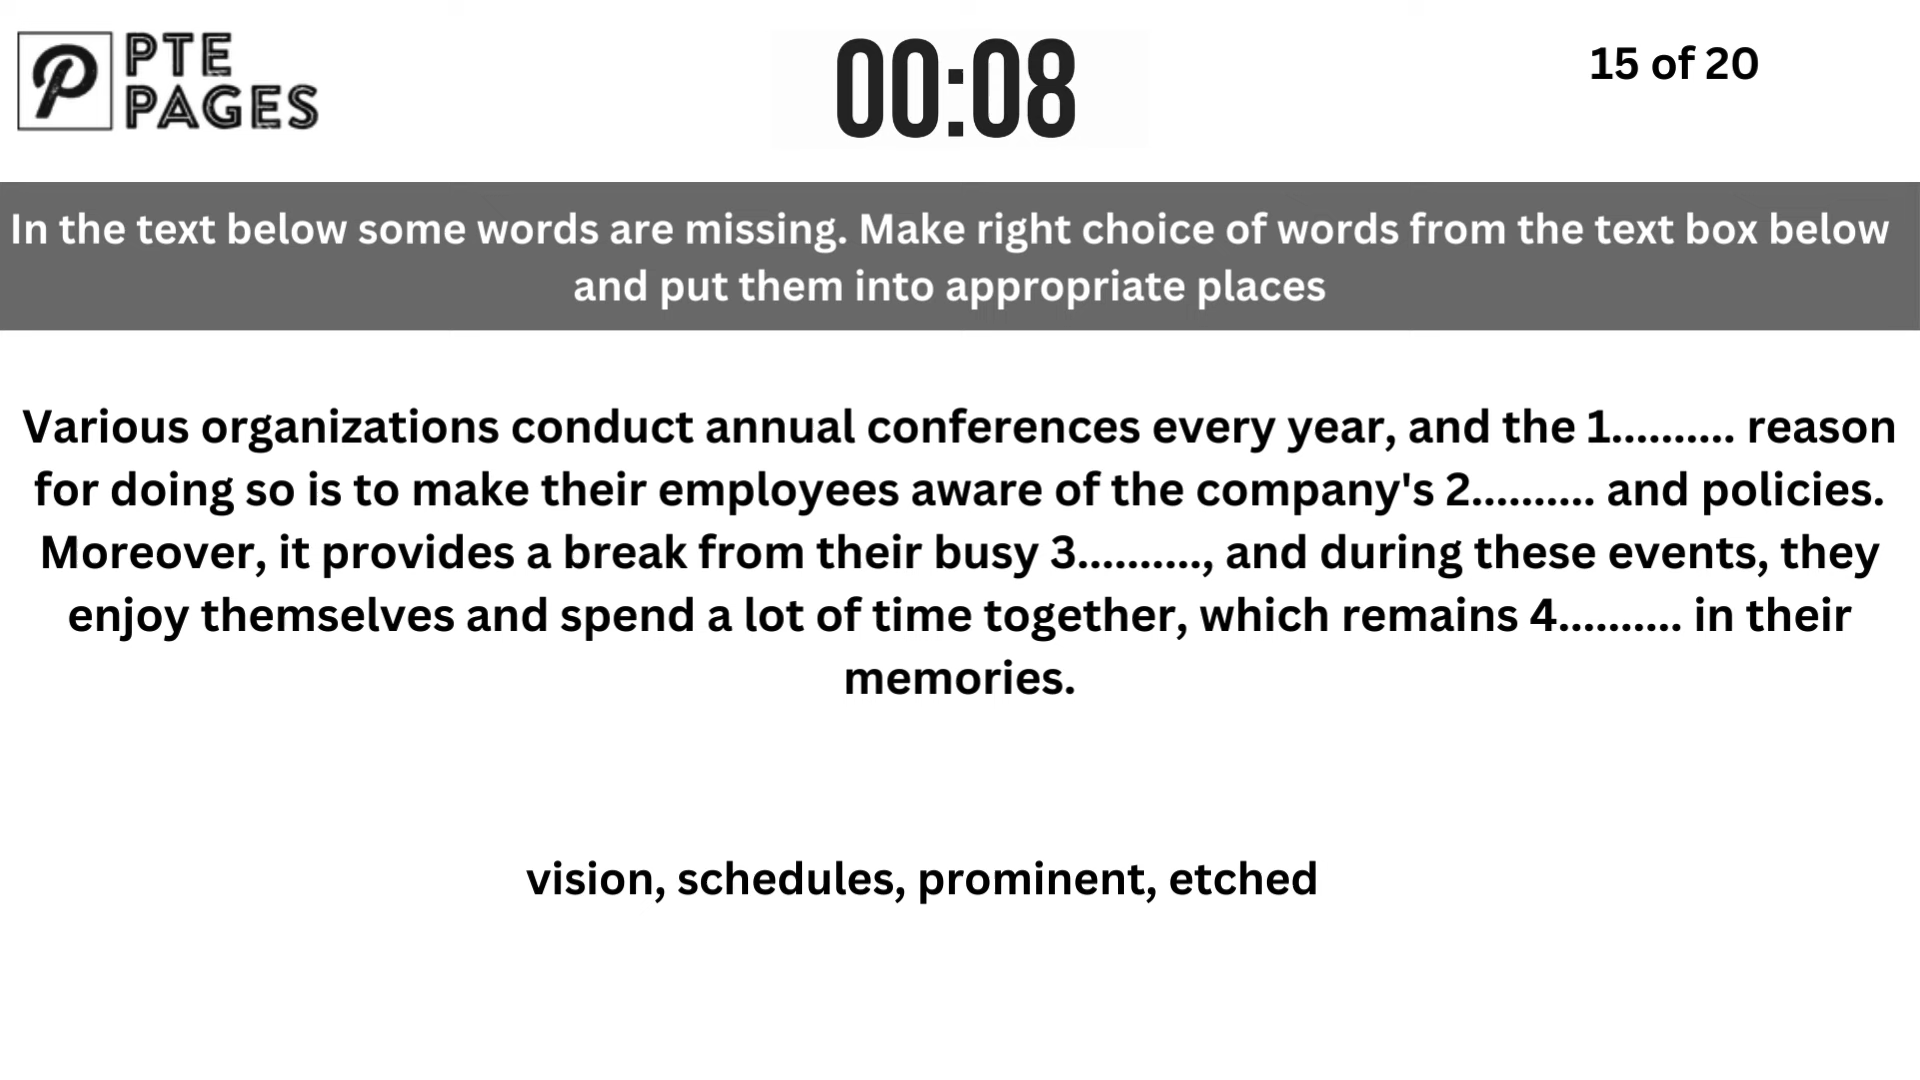 PTE
PAGES
00:08
15 of 20
In the text below some words are missing. Make right choice of words from the text box below
and put them into appropriate places
Various organizations conduct annual conferences every year, and the 1.......... reason
for doing so is to make their employees aware of the company's 2.......... and policies.
Moreover, it provides a break from their busy 3.........., and during these events, they
enjoy themselves and spend a lot of time together, which remains 4.......... in their
memories.
vision, schedules, prominent, etched